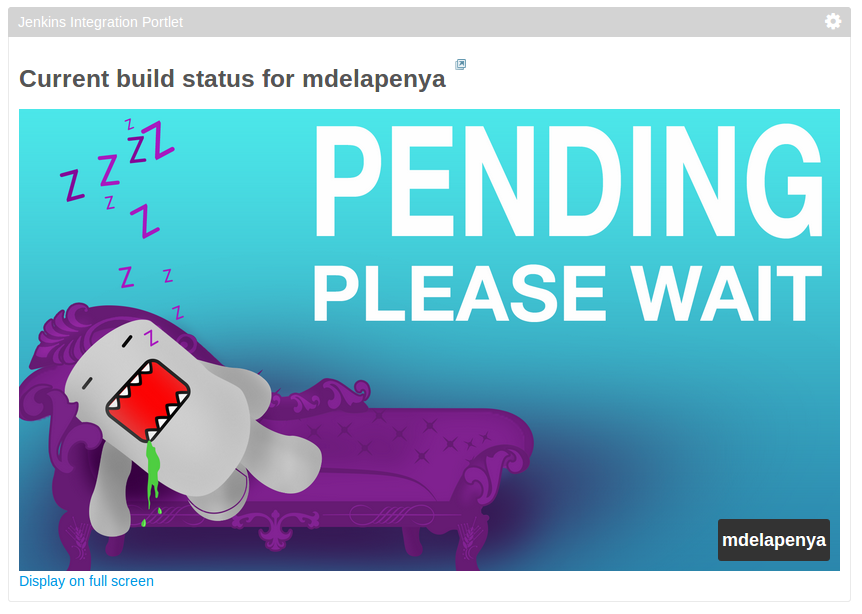 Jenkins Integration Portlet
Current build status for mdelapenya
Z
Z
Z
Z
Z
Z
Z
Z
Z
Z
Z
PENDING
PLEASE WAIT
mdelapenya
Display on full screen